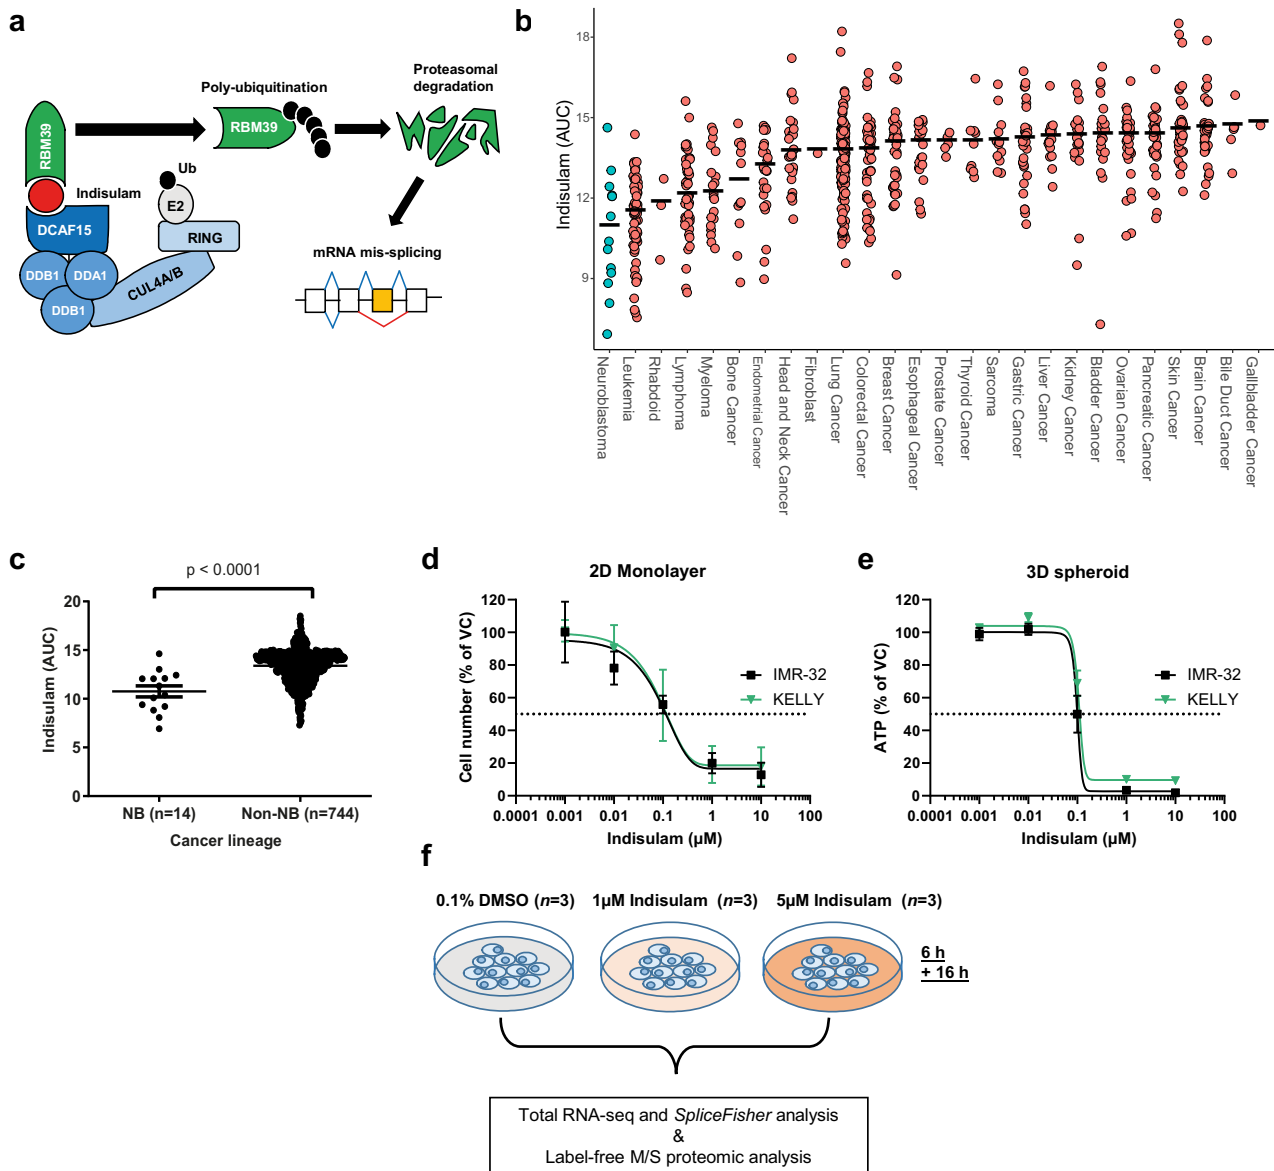 a
RBM39
Poly-ubiquitination
RBM39
Proteasomal
degradation
Indisulam
Ub
E2
DCAF15
RING
DDB1
DDA1
DDB1
CUL4A/B
mRNA mis-splicing
b
Indisulam (AUC)
18
15
12
9
Neuroblastoma
Leukemia
Rhabdoid
Lymphoma
Myeloma
Bone Cancer
Endometrial Cancer
Head and Neck Cancer
Fibroblast
Lung Cancer
Colorectal Cancer
Breast Cancer
Esophageal Cancer
Prostate Cancer
Thyroid Cancer
Sarcoma
Gastric Cancer
Liver Cancer
Kidney Cancer
Bladder Cancer
Ovarian Cancer
Pancreatic Cancer
Skin Cancer
Brain Cancer
Bile Duct Cancer
Gallbladder Cancer
c
p < 0.0001
Indisulam (AUC)
20
15
10
5
0
NB (n=14)
Non-NB (n=744)
Cancer lineage
d
2D Monolayer
Cell number (% of VC)
120
100
80
60
40
20
0
IMR-32
KELLY
0.0001 0.001 0.01 0.1 1 10 100
Indisulam (µM)
e
3D spheroid
ATP (% of VC)
120
100
80
60
40
20
0
IMR-32
KELLY
0.0001 0.001 0.01 0.1 1 10 100
Indisulam (µM)
f
0.1% DMSO (n=3)
1µM Indisulam (n=3)
5µM Indisulam (n=3)
6 h
+ 16 h
Total RNA-seq and SpliceFisher analysis
&
Label-free M/S proteomic analysis